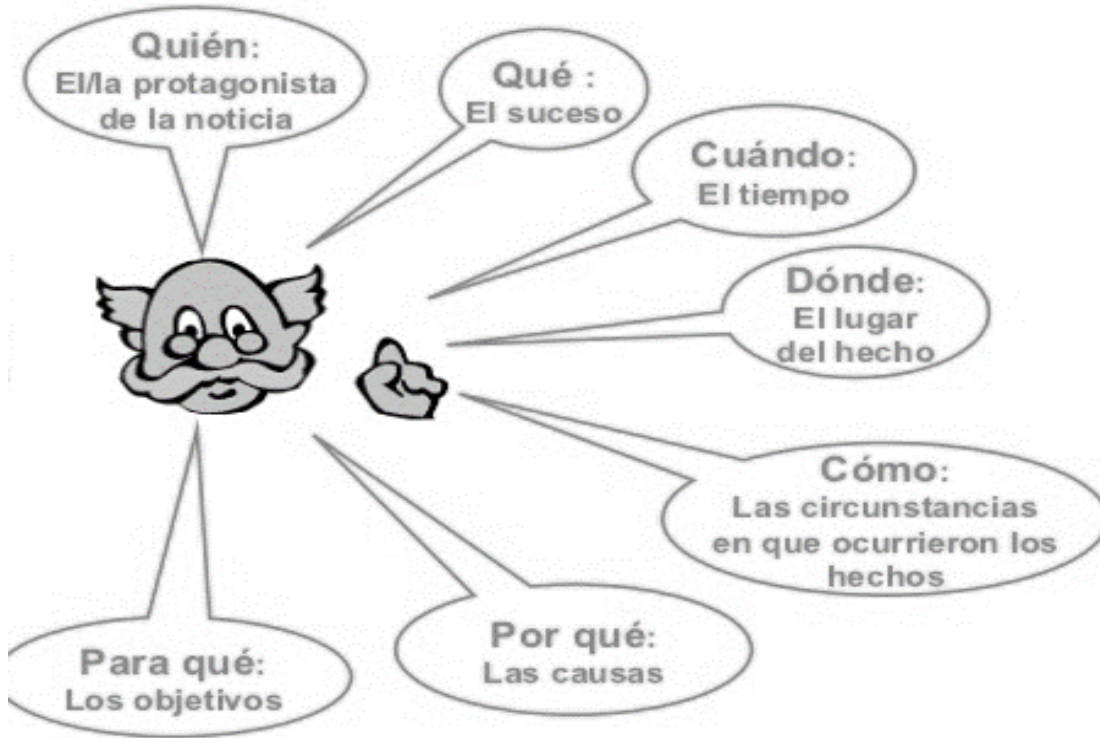 Quién:
El/la protagonista
de la noticia
Qué :
El suceso
Cuándo:
El tiempo
Dónde:
El lugar
del hecho
Cómo:
Las circunstancias
en que ocurrieron los
hechos
Por qué:
Las causas
Para qué:
Los objetivos